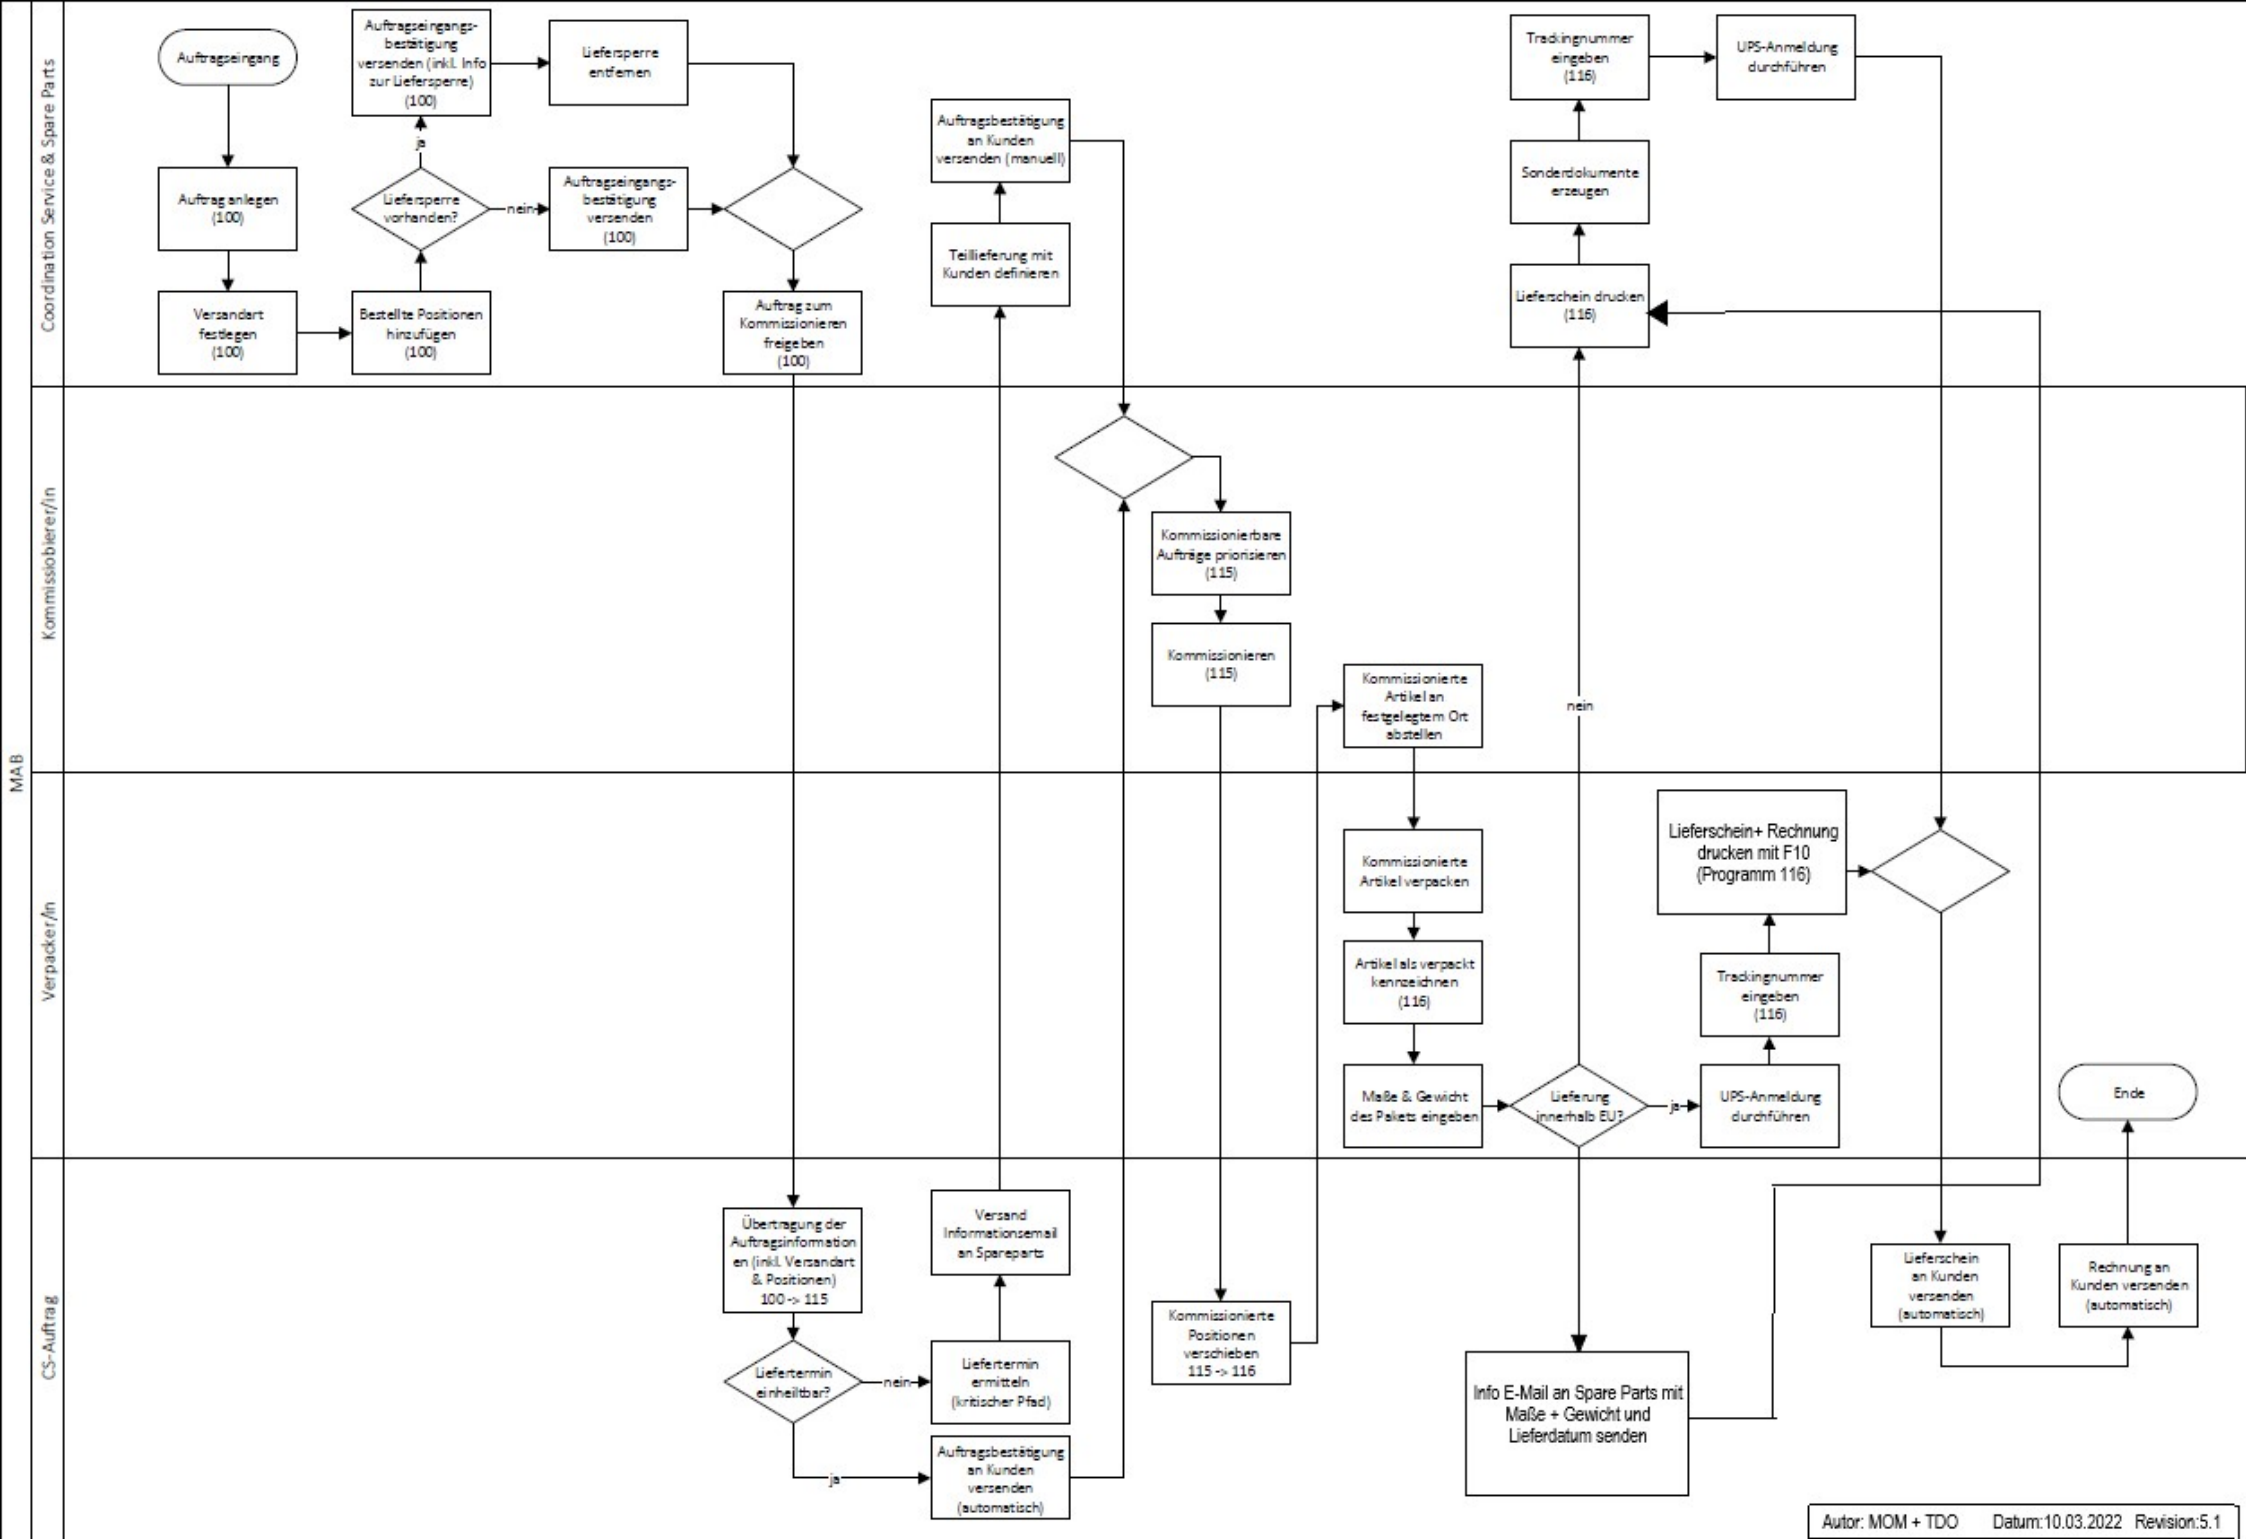 MAB
Coordination Service & Spare Parts
Auftragseingang
Auftrag anlegen
(100)
Versandart
festlegen
(100)
Bestellte Positionen
hinzufügen
(100)
Liefersperre
vorhanden?
ja
nein
Auftragseingangs-
bestätigung
versenden (inkl. Info
zur Liefersperre)
(100)
Liefersperre
entfernen
Auftragseingangs-
bestätigung
versenden
(100)
Auftrag zum
Kommissionieren
freigeben
(100)
Auftragsbestätigung
an Kunden
versenden (manuell)
Teillieferung mit
Kunden definieren
Trackingnummer
eingeben
(116)
UPS-Anmeldung
durchführen
Sonderdokumente
erzeugen
Lieferschein drucken
(116)
Kommissiobierer/in
Kommissionierbare
Aufträge priorisieren
(115)
Kommissionieren
(115)
Kommissionierte
Artikel an
festgelegtem Ort
abstellen
nein
Verpacker/in
Kommissionierte
Artikel verpacken
Artikel als verpackt
kennzeichnen
(116)
Maße & Gewicht
des Pakets eingeben
Lieferung
innerhalb EU?
ja
UPS-Anmeldung
durchführen
Trackingnummer
eingeben
(116)
Lieferschein+ Rechnung
drucken mit F10
(Programm 116)
Ende
CS-Auftrag
Übertragung der
Auftragsinformation
en (inkl. Versandart
& Positionen)
100 -> 115
Liefertermin
einheiltbar?
nein
ja
Versand
Informationsemail
an Spareparts
Liefertermin
ermitteln
(kritischer Pfad)
Auftragsbestätigung
an Kunden
versenden
(automatisch)
Kommissionierte
Positionen
verschieben
115 -> 116
Info E-Mail an Spare Parts mit
Maße + Gewicht und
Lieferdatum senden
Lieferschein
an Kunden
versenden
(automatisch)
Rechnung an
Kunden versenden
(automatisch)
Autor: MOM + TDO Datum:10.03.2022 Revision:5.1